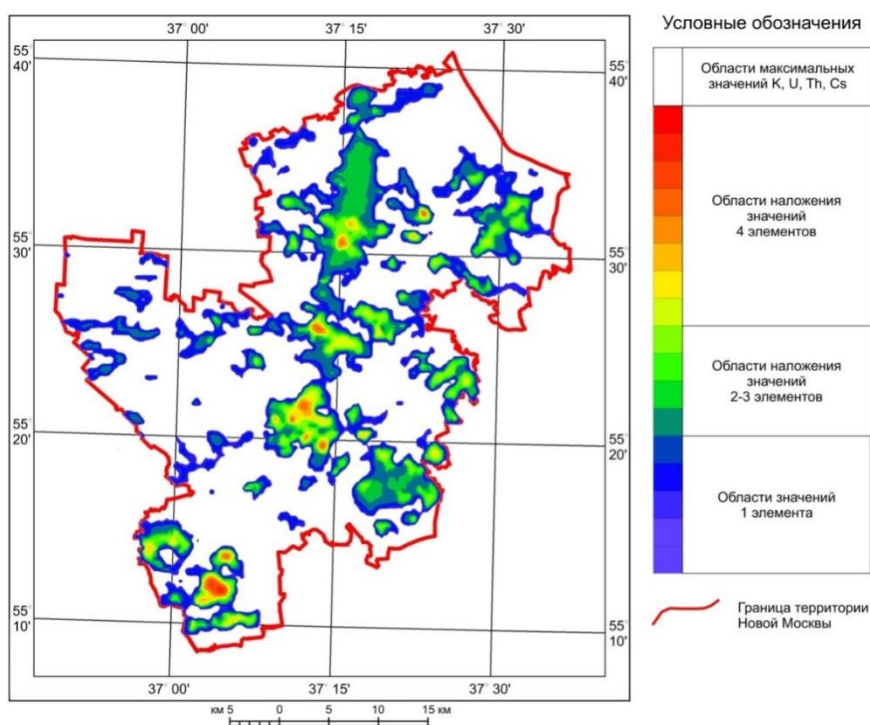 Условные обозначения
37° 00' 37° 15' 37° 30'
55° 40' 55° 40'
Области максимальных
значений K, U, Th, Cs
Области наложения
значений
4 элементов
55° 30' 55° 30'
Области наложения
значений
2-3 элементов
55° 20' 55° 20'
Области значений
1 элемента
Граница территории
Новой Москвы
55° 10' 55° 10'
37° 00' 37° 15' 37° 30'
км 5 0 5 10 15 км